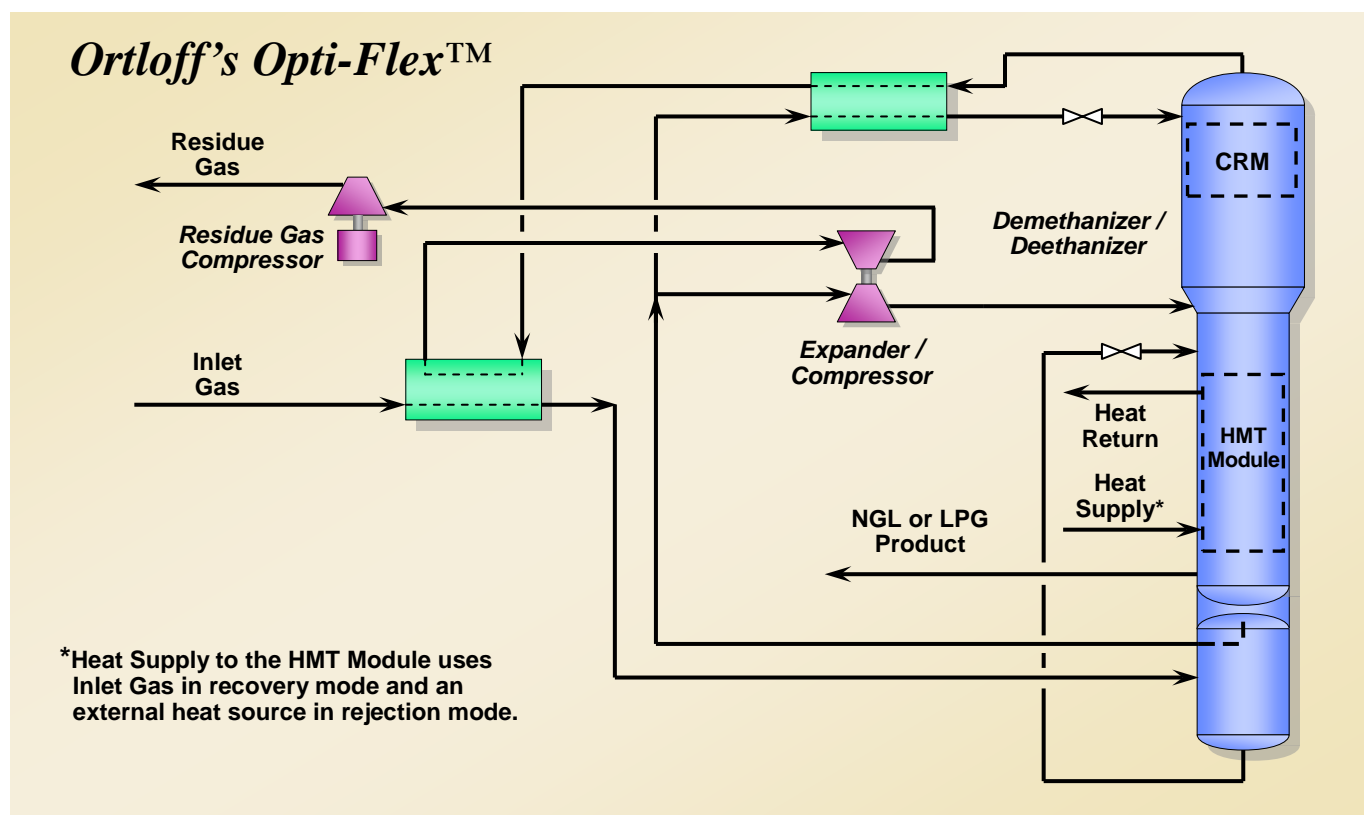 Ortloff's Opti-Flex™
Residue
Gas
CRM
Residue Gas
Compressor
Demethanizer /
Deethanizer
Inlet
Gas
Expander /
Compressor
Heat
Return
HMT
Module
Heat
Supply*
NGL or LPG
Product
*Heat Supply to the HMT Module uses
Inlet Gas in recovery mode and an
external heat source in rejection mode.